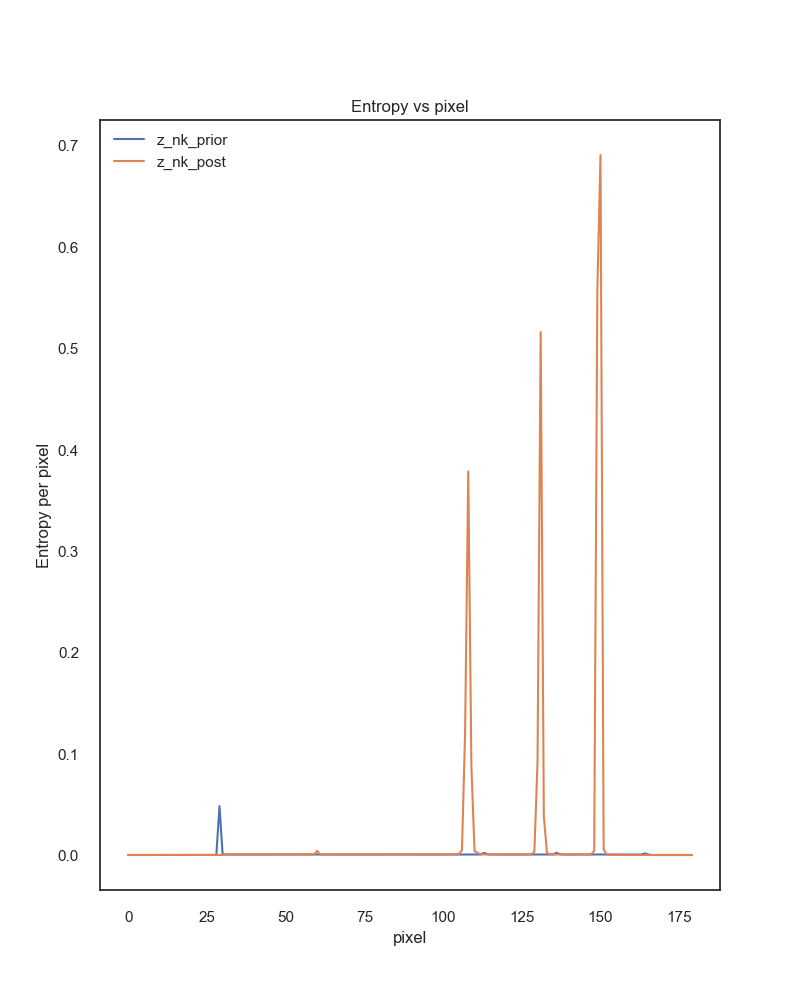 Entropy vs pixel
z_nk_prior
z_nk_post
Entropy per pixel
0.7
0.6
0.5
0.4
0.3
0.2
0.1
0.0
0 25 50 75 100 125 150 175
pixel